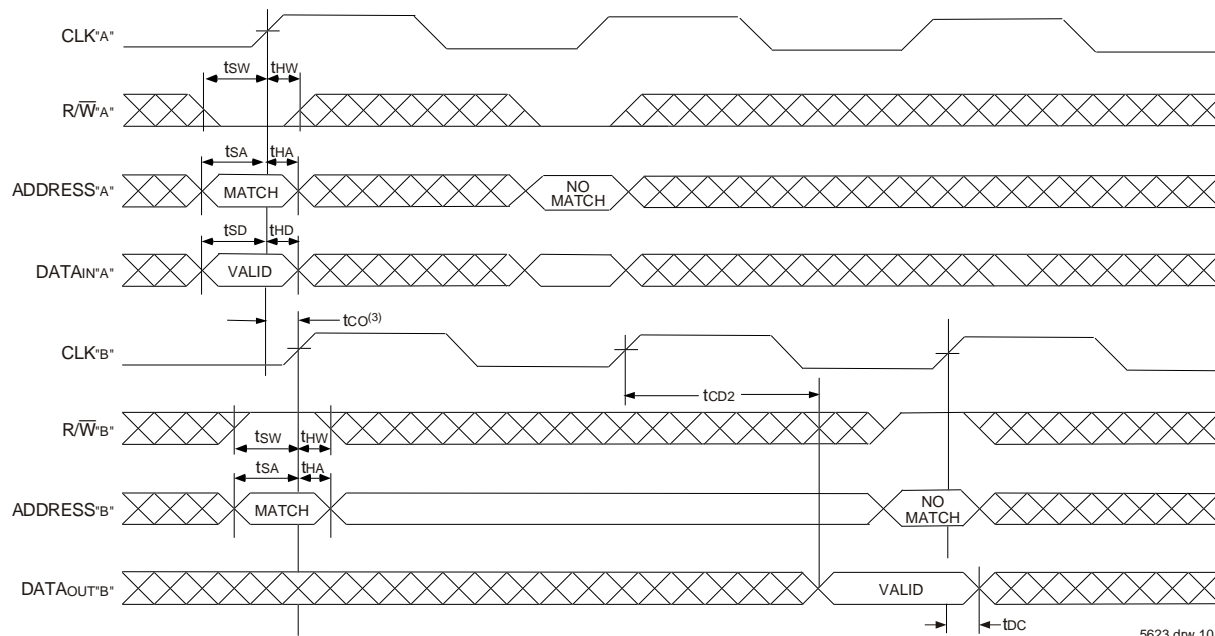 CLK"A"
tSW tHW
R/W̅"A"
tSA tHA
ADDRESS"A"
MATCH
NO
MATCH
tSD tHD
DATAIN"A"
VALID
tCO(3)
CLK"B"
tCD2
R/W̅"B"
tSW tHW
tSA tHA
ADDRESS"B"
MATCH
NO
MATCH
DATAOUT"B"
VALID
tDC
5623 drw 10